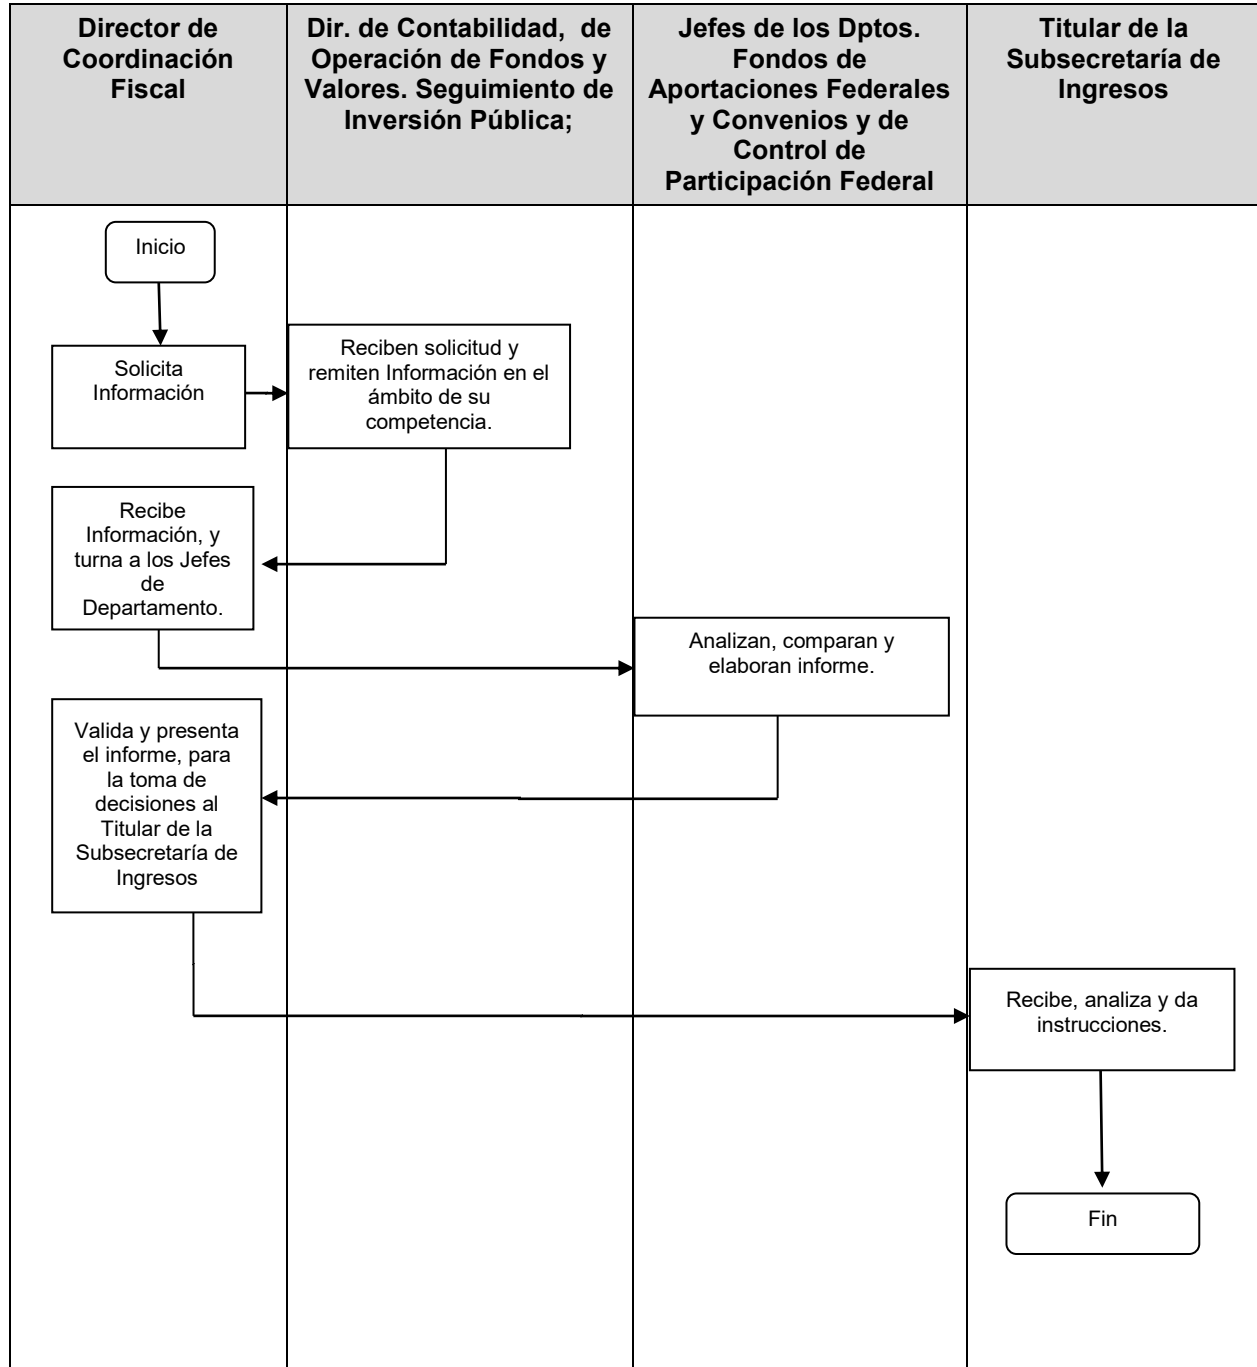 Director de
Coordinación
Fiscal
Dir. de Contabilidad, de
Operación de Fondos y
Valores. Seguimiento de
Inversión Pública;
Jefes de los Dptos.
Fondos de
Aportaciones Federales
y Convenios y de
Control de
Participación Federal
Titular de la
Subsecretaría de
Ingresos
Inicio
Solicita
Información
Reciben solicitud y
remiten Información en el
ámbito de su
competencia.
Recibe
Información, y
turna a los Jefes
de
Departamento.
Analizan, comparan y
elaboran informe.
Valida y presenta
el informe, para
la toma de
decisiones al
Titular de la
Subsecretaría de
Ingresos
Recibe, analiza y da
instrucciones.
Fin